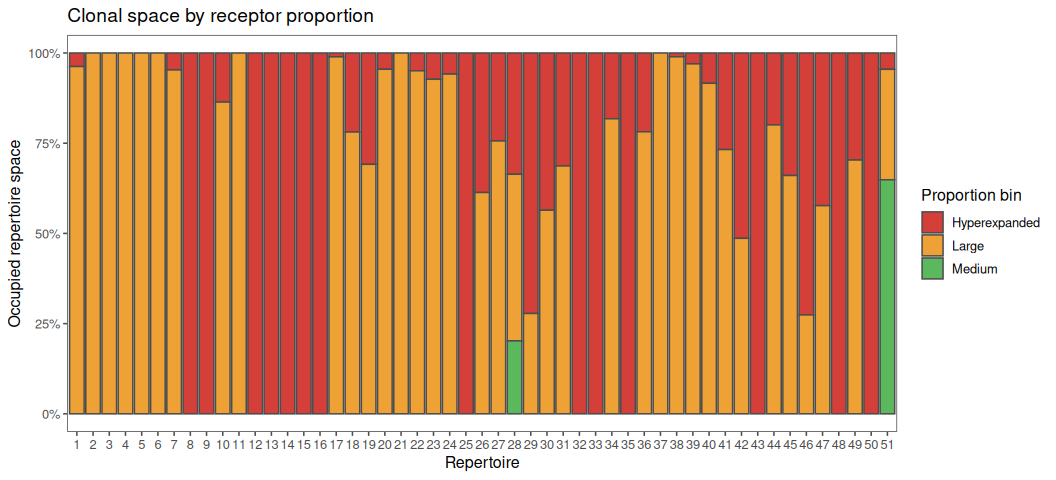 Clonal space by receptor proportion
Occupied repertoire space
100%
75%
50%
25%
0%
1 2 3 4 5 6 7 8 9 10 11 12 13 14 15 16 17 18 19 20 21 22 23 24 25 26 27 28 29 30 31 32 33 34 35 36 37 38 39 40 41 42 43 44 45 46 47 48 49 50 51
Repertoire
Proportion bin
Hyperexpanded
Large
Medium